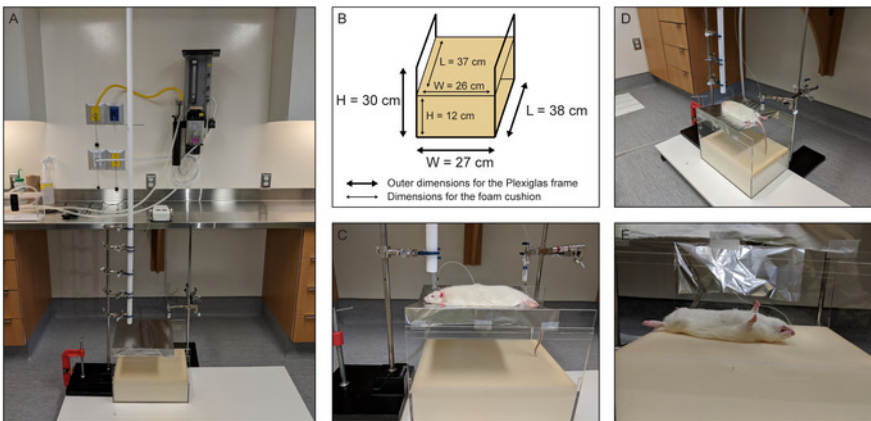 A
B
L = 37 cm
W = 26 cm
H = 30 cm
H = 12 cm
L = 38 cm
W = 27 cm
Outer dimensions for the Plexiglas frame
Dimensions for the foam cushion
C
D
E